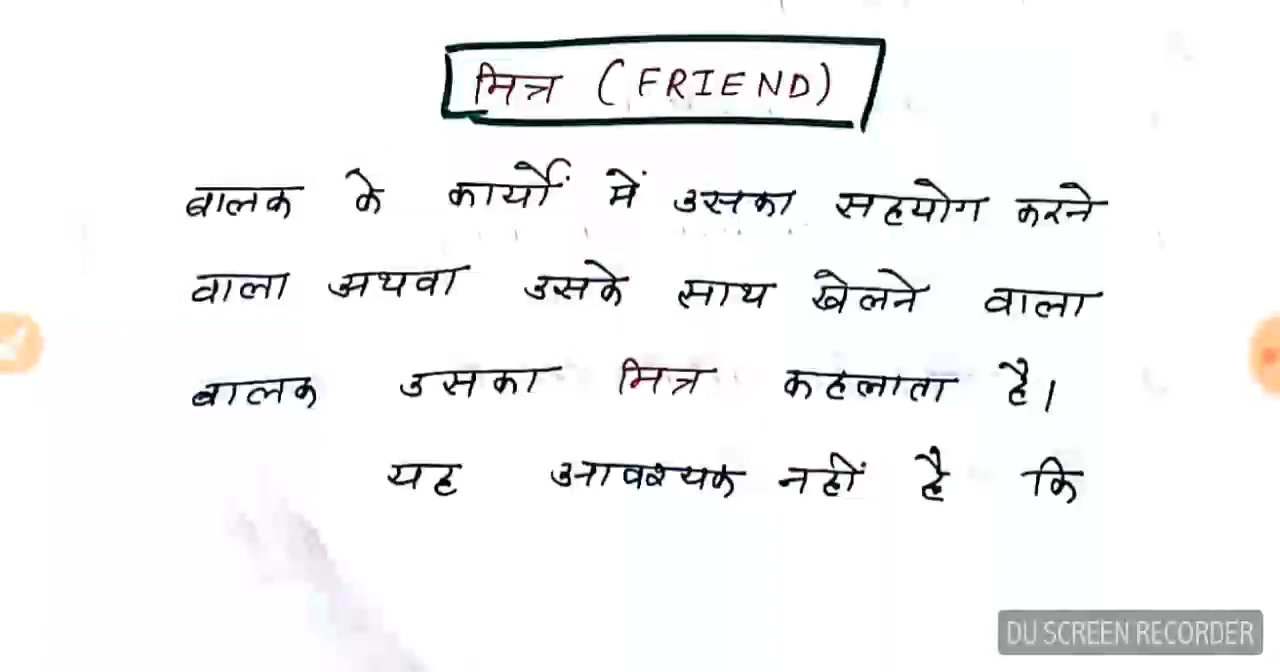 मित्र (FRIEND)
बालक के कार्यों में उसका सहयोग करने
वाला अथवा उसके साथ खेलने वाला
बालक उसका मित्र कहलाता है।
यह आवश्यक नहीं है कि
DU SCREEN RECORDER